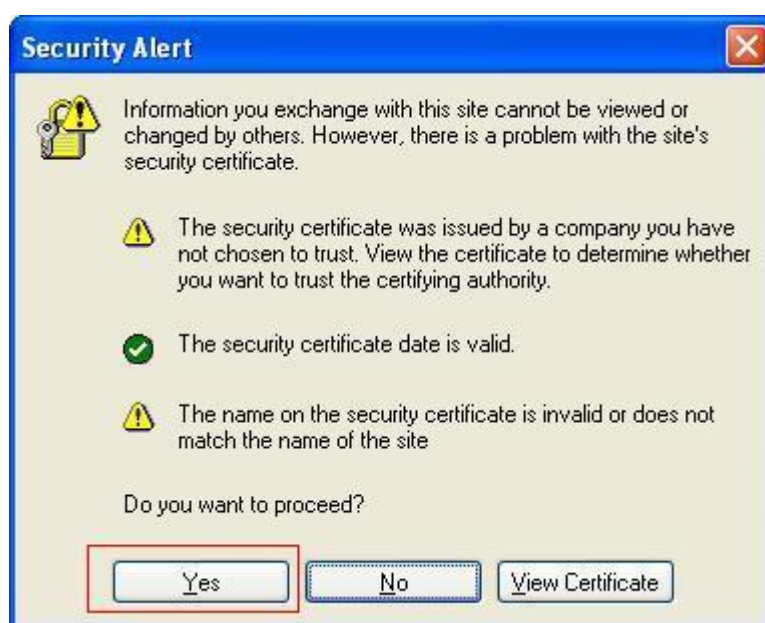 Security Alert
Information you exchange with this site cannot be viewed or
changed by others. However, there is a problem with the site's
security certificate.
The security certificate was issued by a company you have
not chosen to trust. View the certificate to determine whether
you want to trust the certifying authority.
The security certificate date is valid.
The name on the security certificate is invalid or does not
match the name of the site
Do you want to proceed?
Yes No View Certificate